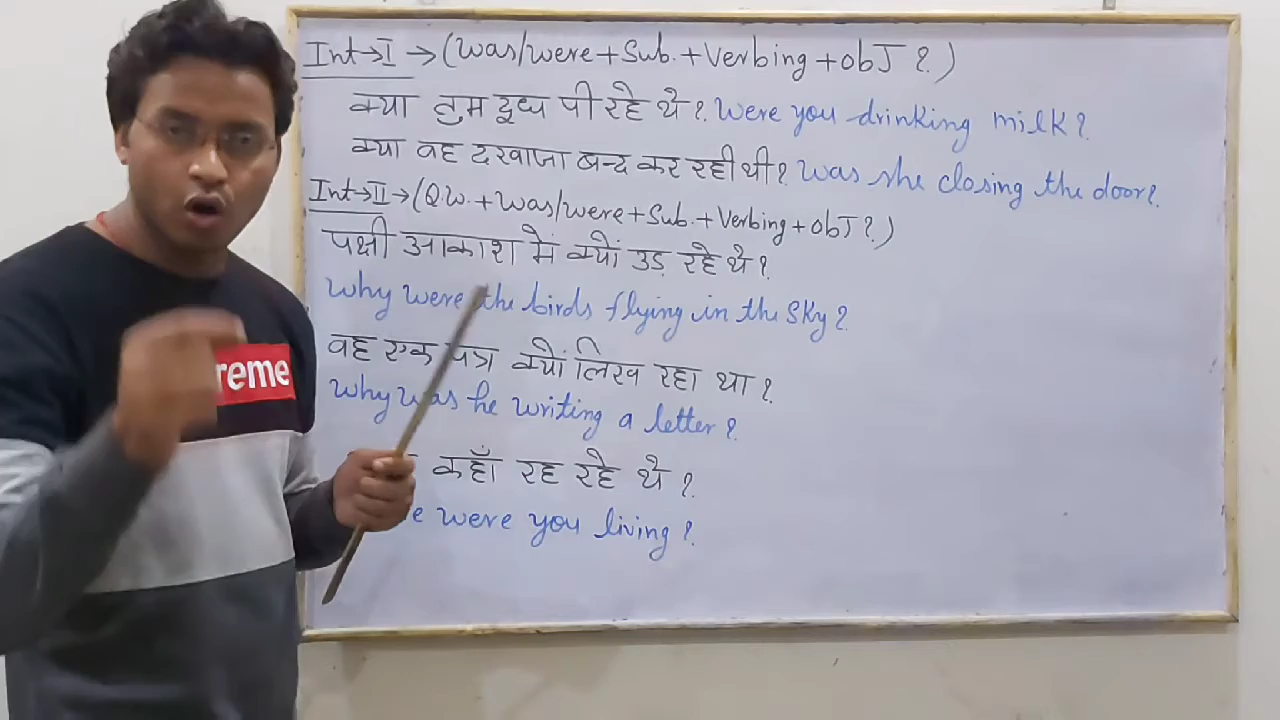 Int→I → (Was/were + Sub. + Verbing + obJ ?)
क्या तुम दूध पी रहे थे ? Were you drinking milk ?
क्या वह दरवाजा बन्द कर रही थी ? Was she closing the door ?
Int→II → (Q.W. + Was/were + Sub. + Verbing + obJ ?)
पक्षी आकाश में क्यों उड़ रहे थे ?
Why were the birds flying in the sky ?
वह एक पत्र क्यों लिख रहा था ?
Why was he writing a letter ?
कहाँ रह रहे थे ?
were you living ?
reme